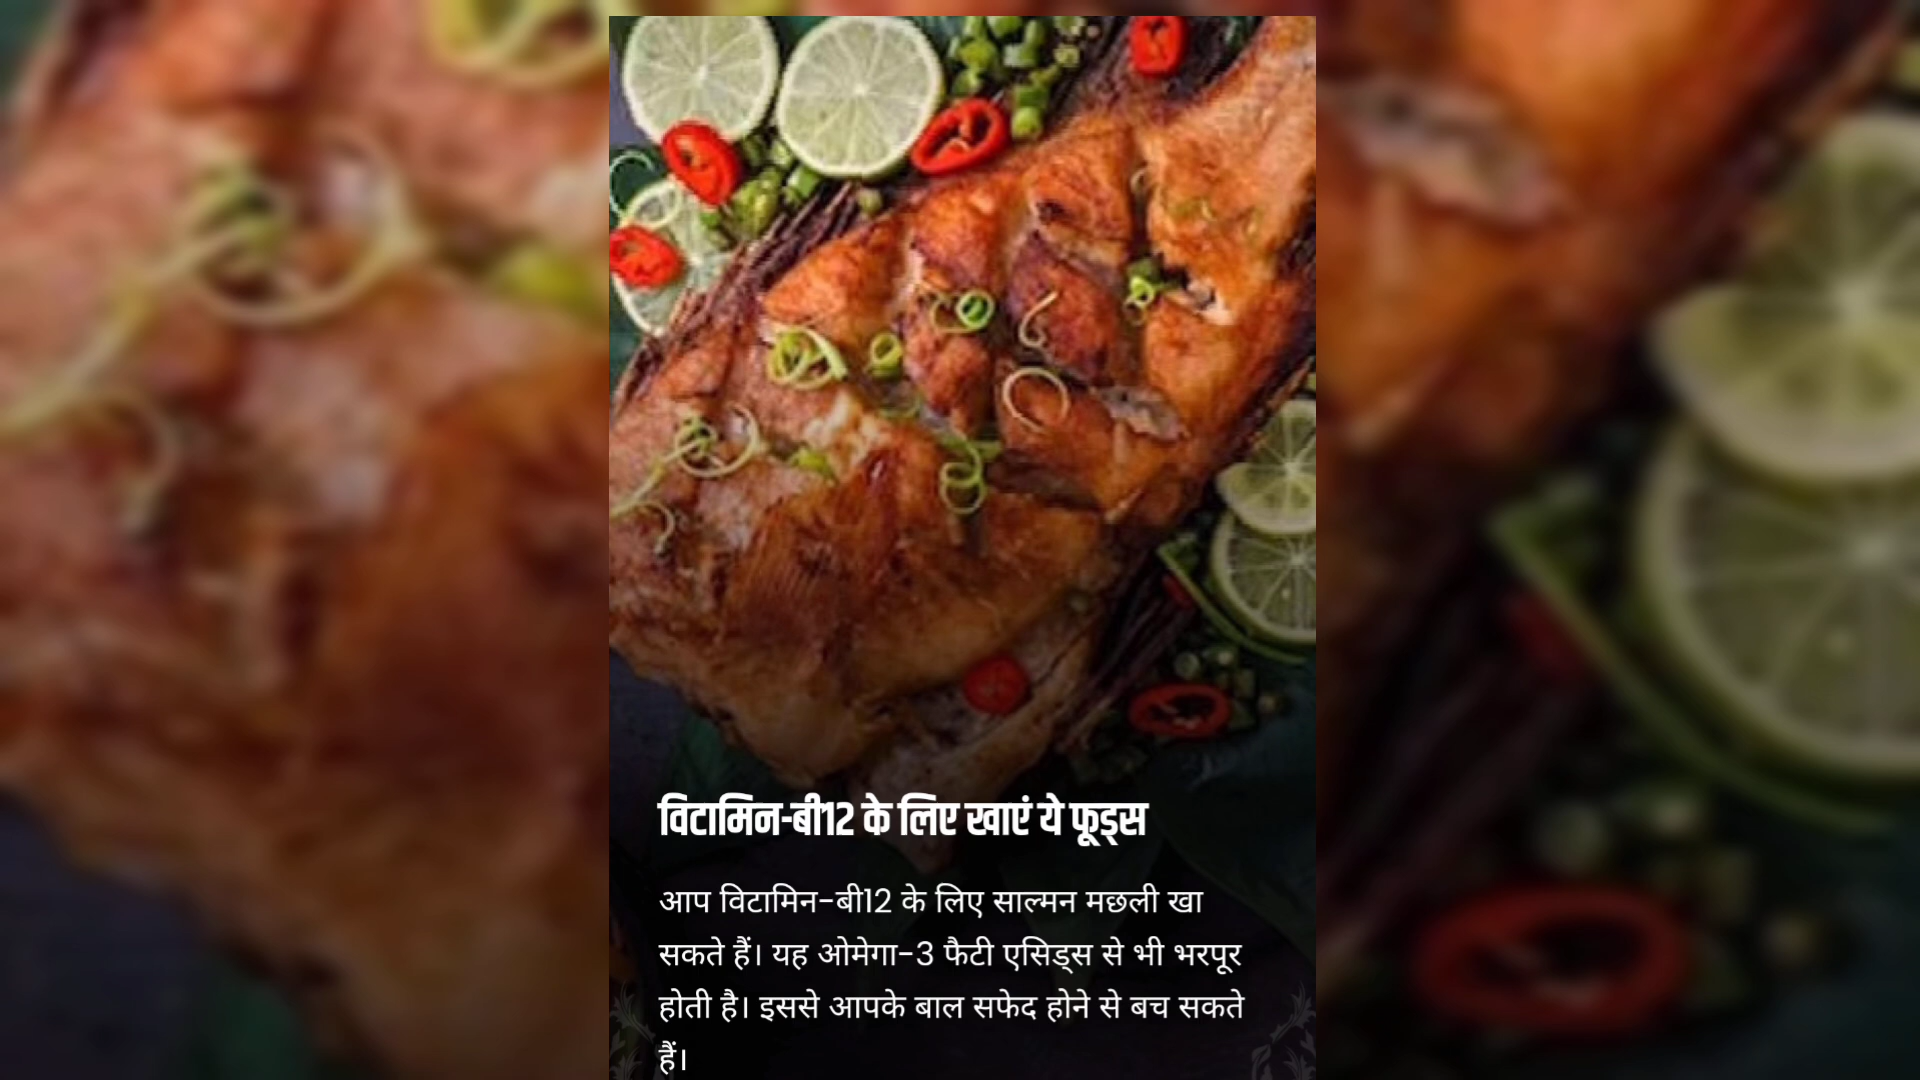 विटामिन-बी12 के लिए खाएं ये फूड्स
आप विटामिन-बी12 के लिए साल्मन मछली खा
सकते हैं। यह ओमेगा-3 फैटी एसिड्स से भी भरपूर
होती है। इससे आपके बाल सफेद होने से बच सकते
हैं।